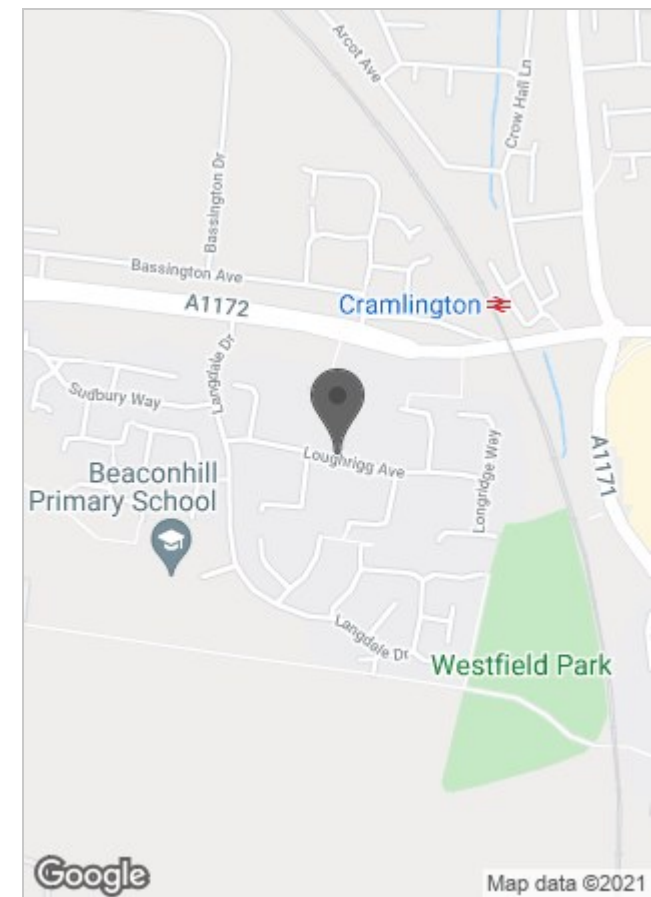 Arcot Ave
Crow Hall Ln
Bassington Dr
Bassington Ave
Cramlington
A1172
Langdale Dr
Sudbury Way
Loughrigg Ave
Longridge Way
A1171
Beaconhill
Primary School
Langdale Dr
Westfield Park
Google
Map data ©2021